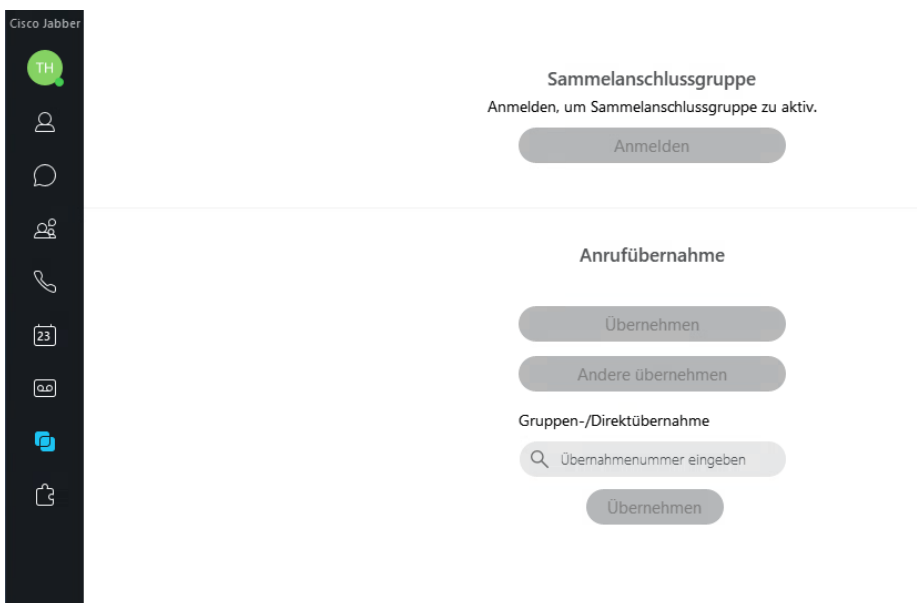 Cisco Jabber
TH
23
Sammelanschlussgruppe
Anmelden, um Sammelanschlussgruppe zu aktiv.
Anmelden
Anrufübernahme
Übernehmen
Andere übernehmen
Gruppen-/Direktübernahme
Übernahmenummer eingeben
Übernehmen